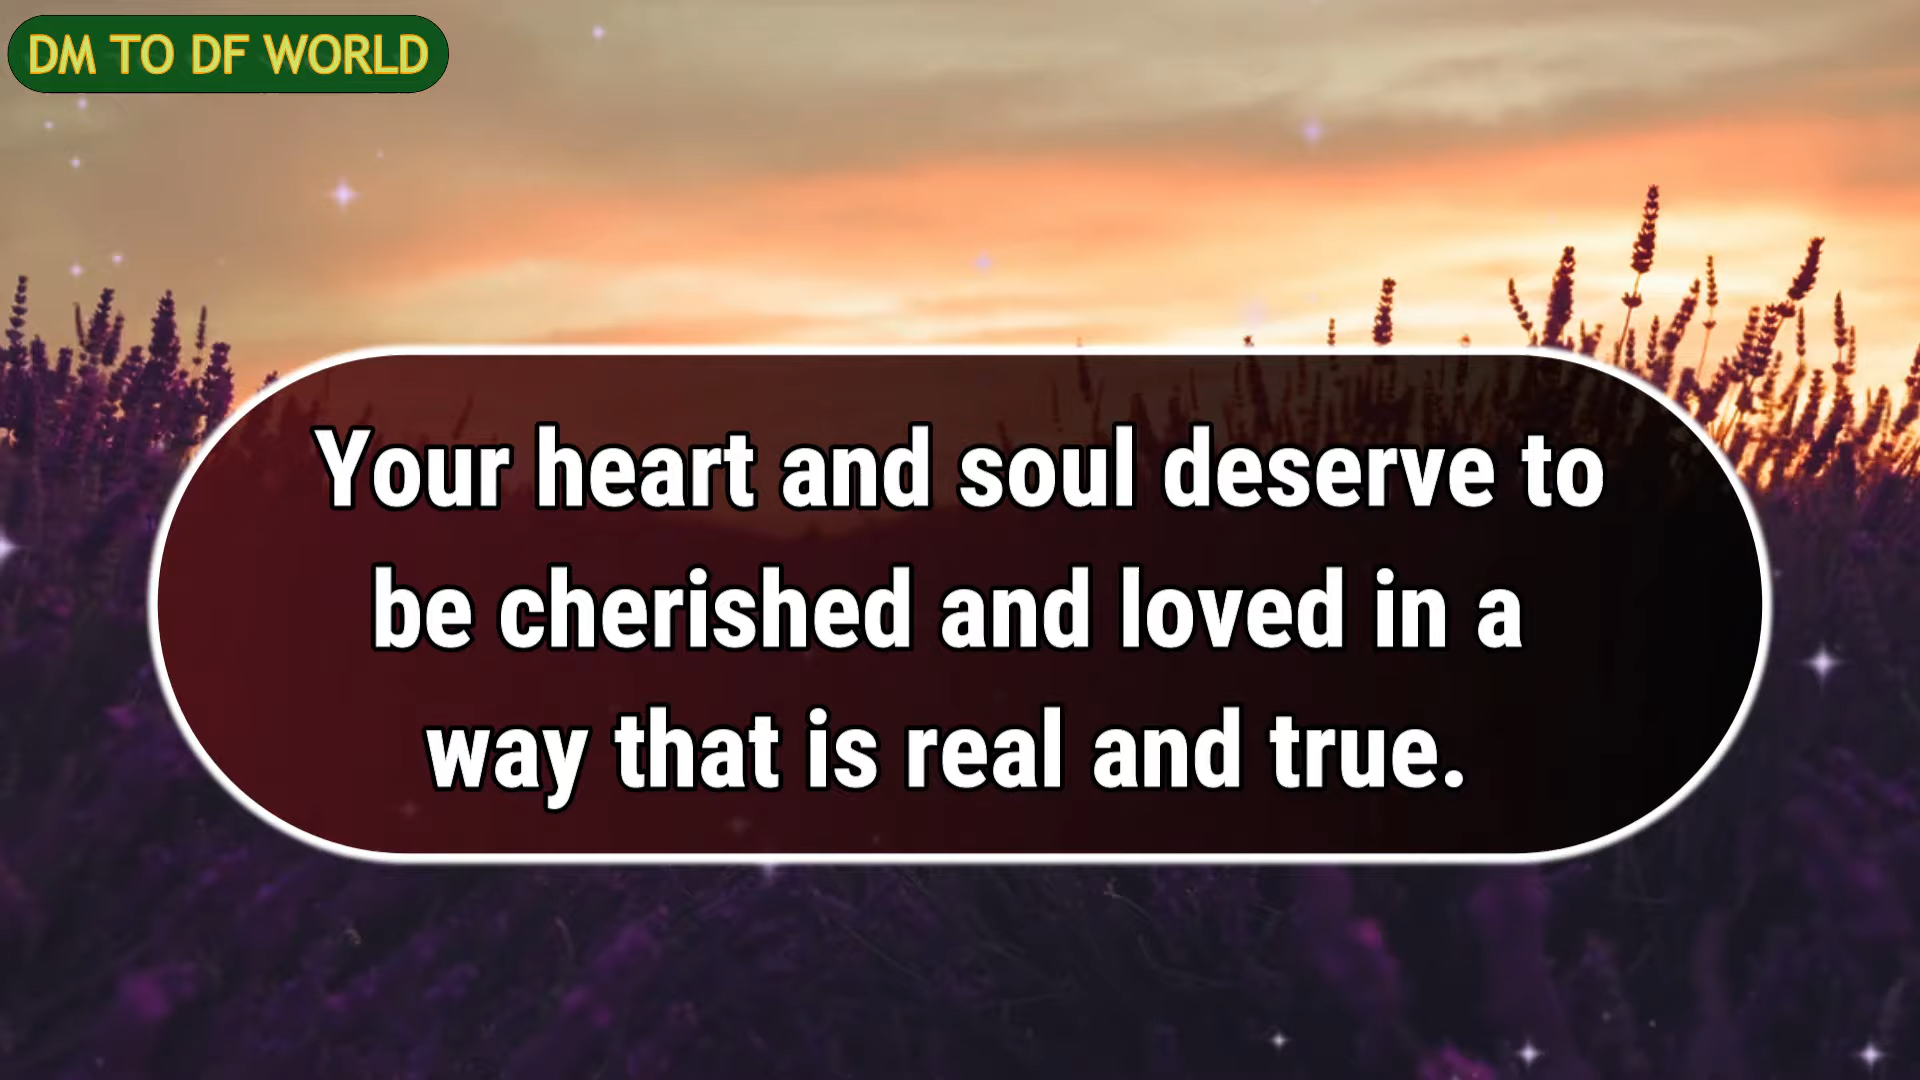 DM TO DF WORLD
Your heart and soul deserve to
be cherished and loved in a
way that is real and true.